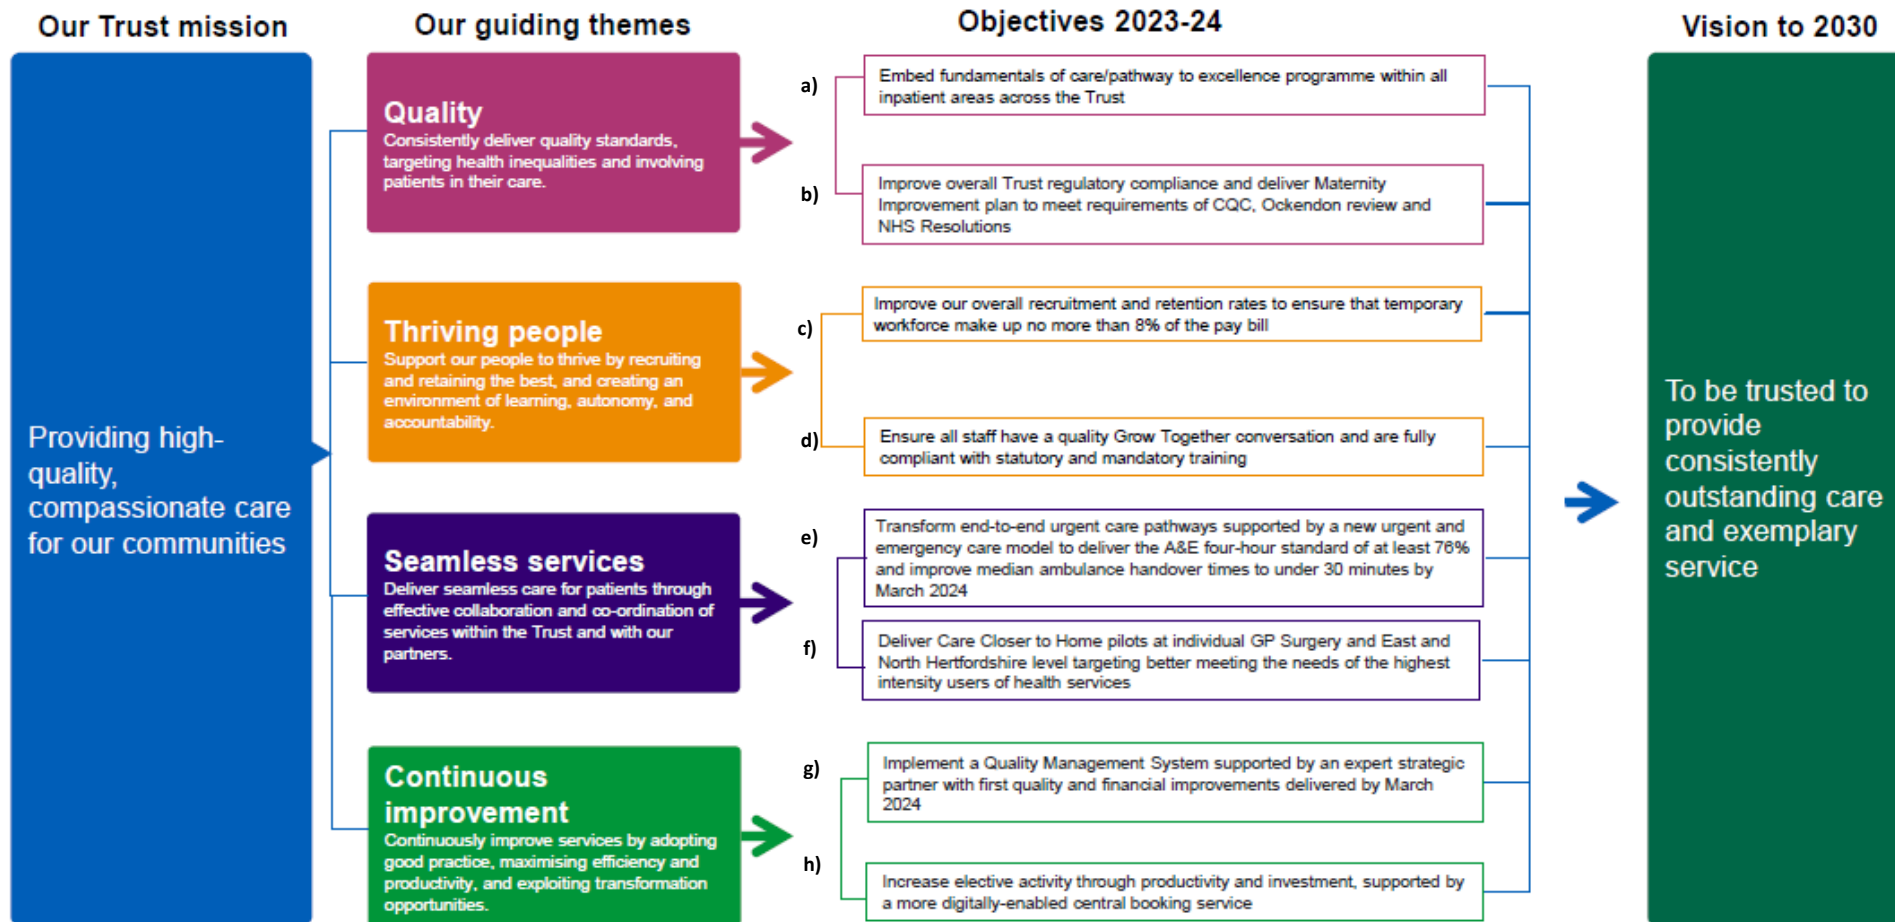 Our Trust mission
Our guiding themes
Objectives 2023-24
Vision to 2030
Providing high-
quality,
compassionate care
for our communities
Quality
Consistently deliver quality standards,
targeting health inequalities and involving
patients in their care.
a)
Embed fundamentals of care/pathway to excellence programme within all
inpatient areas across the Trust
b)
Improve overall Trust regulatory compliance and deliver Maternity
Improvement plan to meet requirements of CQC, Ockendon review and
NHS Resolutions
Thriving people
Support our people to thrive by recruiting
and retaining the best, and creating an
environment of learning, autonomy, and
accountability.
c)
Improve our overall recruitment and retention rates to ensure that temporary
workforce make up no more than 8% of the pay bill
d)
Ensure all staff have a quality Grow Together conversation and are fully
compliant with statutory and mandatory training
Seamless services
Deliver seamless care for patients through
effective collaboration and co-ordination of
services within the Trust and with our
partners.
e)
Transform end-to-end urgent care pathways supported by a new urgent and
emergency care model to deliver the A&E four-hour standard of at least 76%
and improve median ambulance handover times to under 30 minutes by
March 2024
f)
Deliver Care Closer to Home pilots at individual GP Surgery and East and
North Hertfordshire level targeting better meeting the needs of the highest
intensity users of health services
Continuous
improvement
Continuously improve services by adopting
good practice, maximising efficiency and
productivity, and exploiting transformation
opportunities.
g)
Implement a Quality Management System supported by an expert strategic
partner with first quality and financial improvements delivered by March
2024
h)
Increase elective activity through productivity and investment, supported by
a more digitally-enabled central booking service
To be trusted to
provide
consistently
outstanding care
and exemplary
service